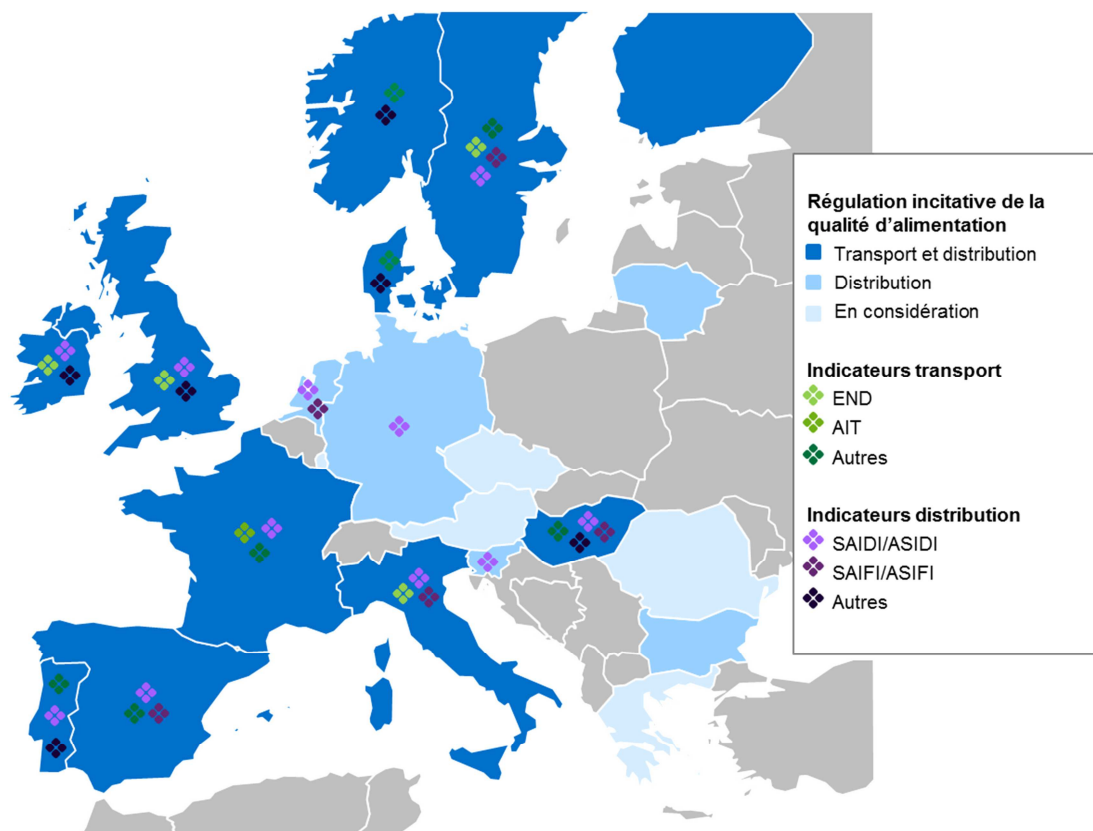 Régulation incitative de la
qualité d’alimentation
Transport et distribution
Distribution
En considération
Indicateurs transport
END
AIT
Autres
Indicateurs distribution
SAIDI/ASIDI
SAIFI/ASIFI
Autres